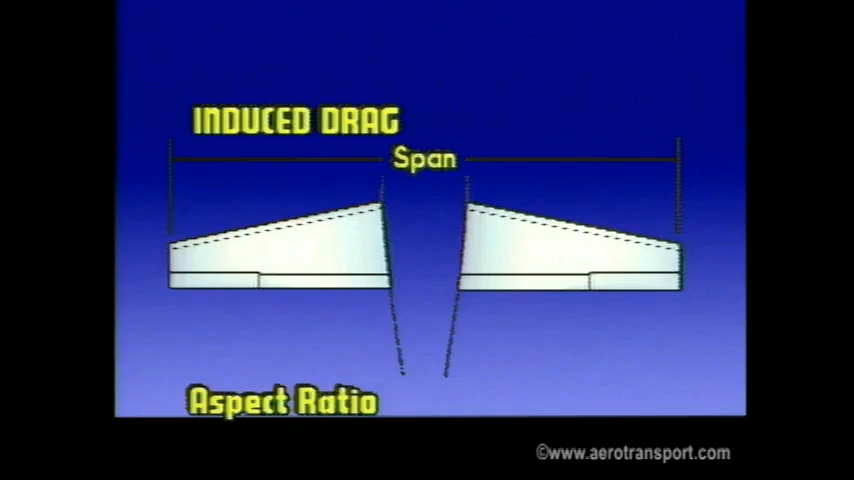 INDUCED DRAG
Span
Aspect Ratio
©www.aerotransport.com